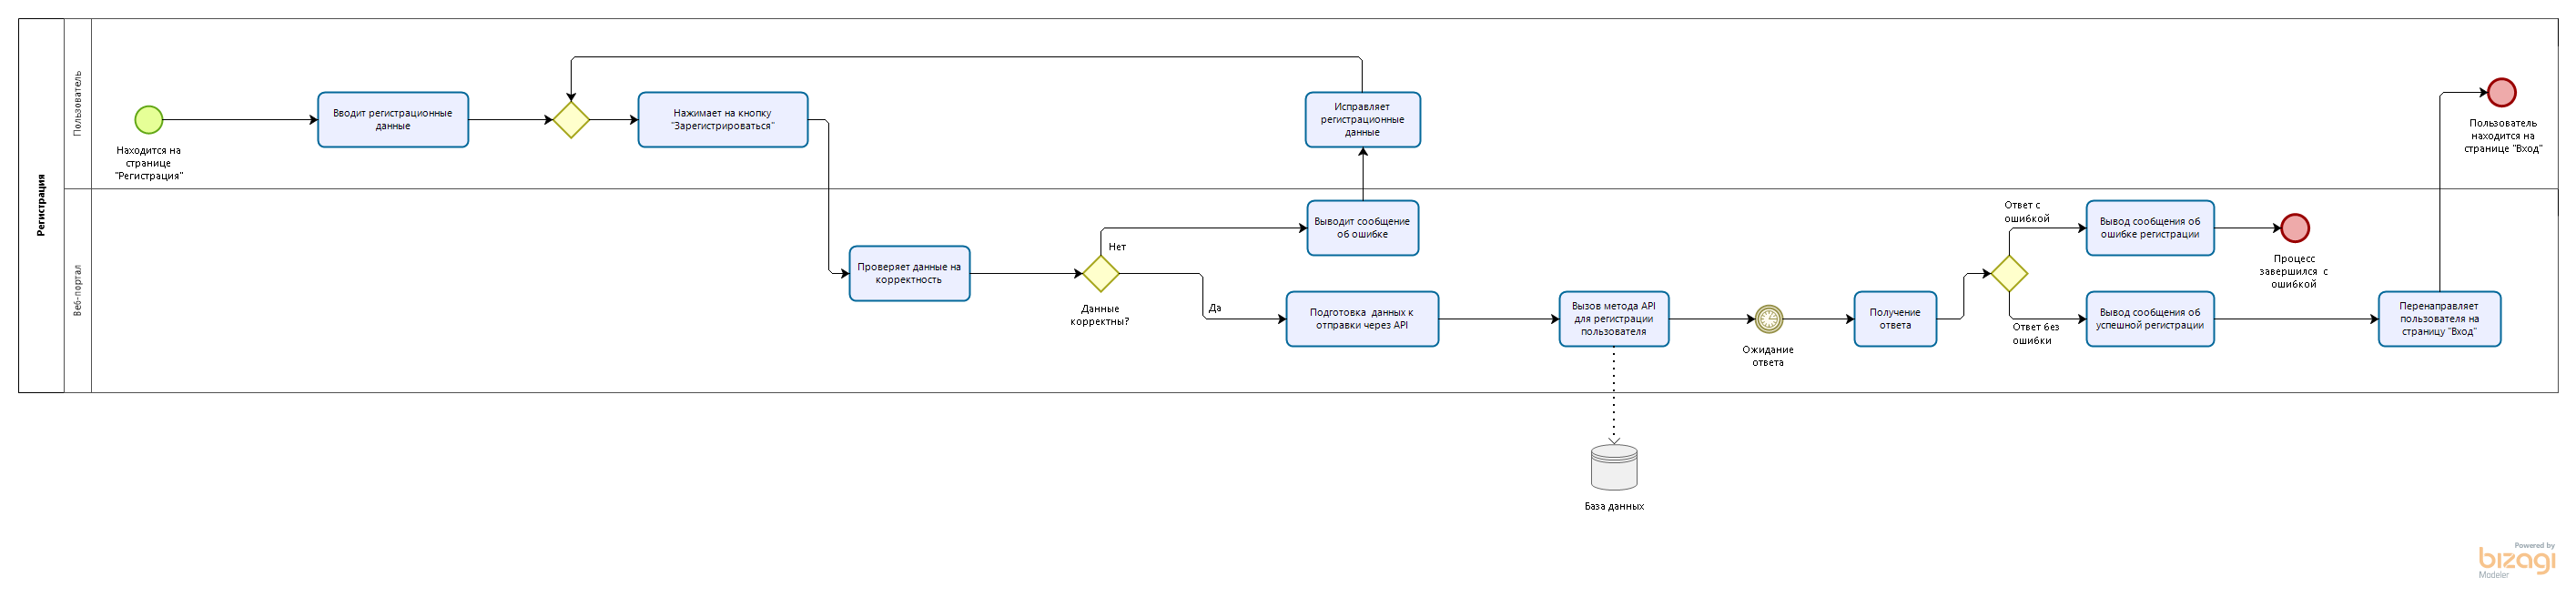 Регистрация
Пользователь
Находится на
странице
"Регистрация"
Вводит регистрационные
данные
Нажимает на кнопку
"Зарегистрироваться"
Исправляет
регистрационные
данные
Пользователь
находится на
странице "Вход"
Веб-портал
Проверяет данные на
корректность
Данные
корректны?
Нет
Да
Выводит сообщение
об ошибке
Подготовка данных к
отправки через API
Вызов метода API
для регистрации
пользователя
Ожидание
ответа
Получение
ответа
Ответ с
ошибкой
Ответ без
ошибки
Вывод сообщения об
ошибке регистрации
Процесс
завершился с
ошибкой
Вывод сообщения об
успешной регистрации
Перенаправляет
пользователя на
страницу "Вход"
База данных
Powered by
bizagi
Modeler